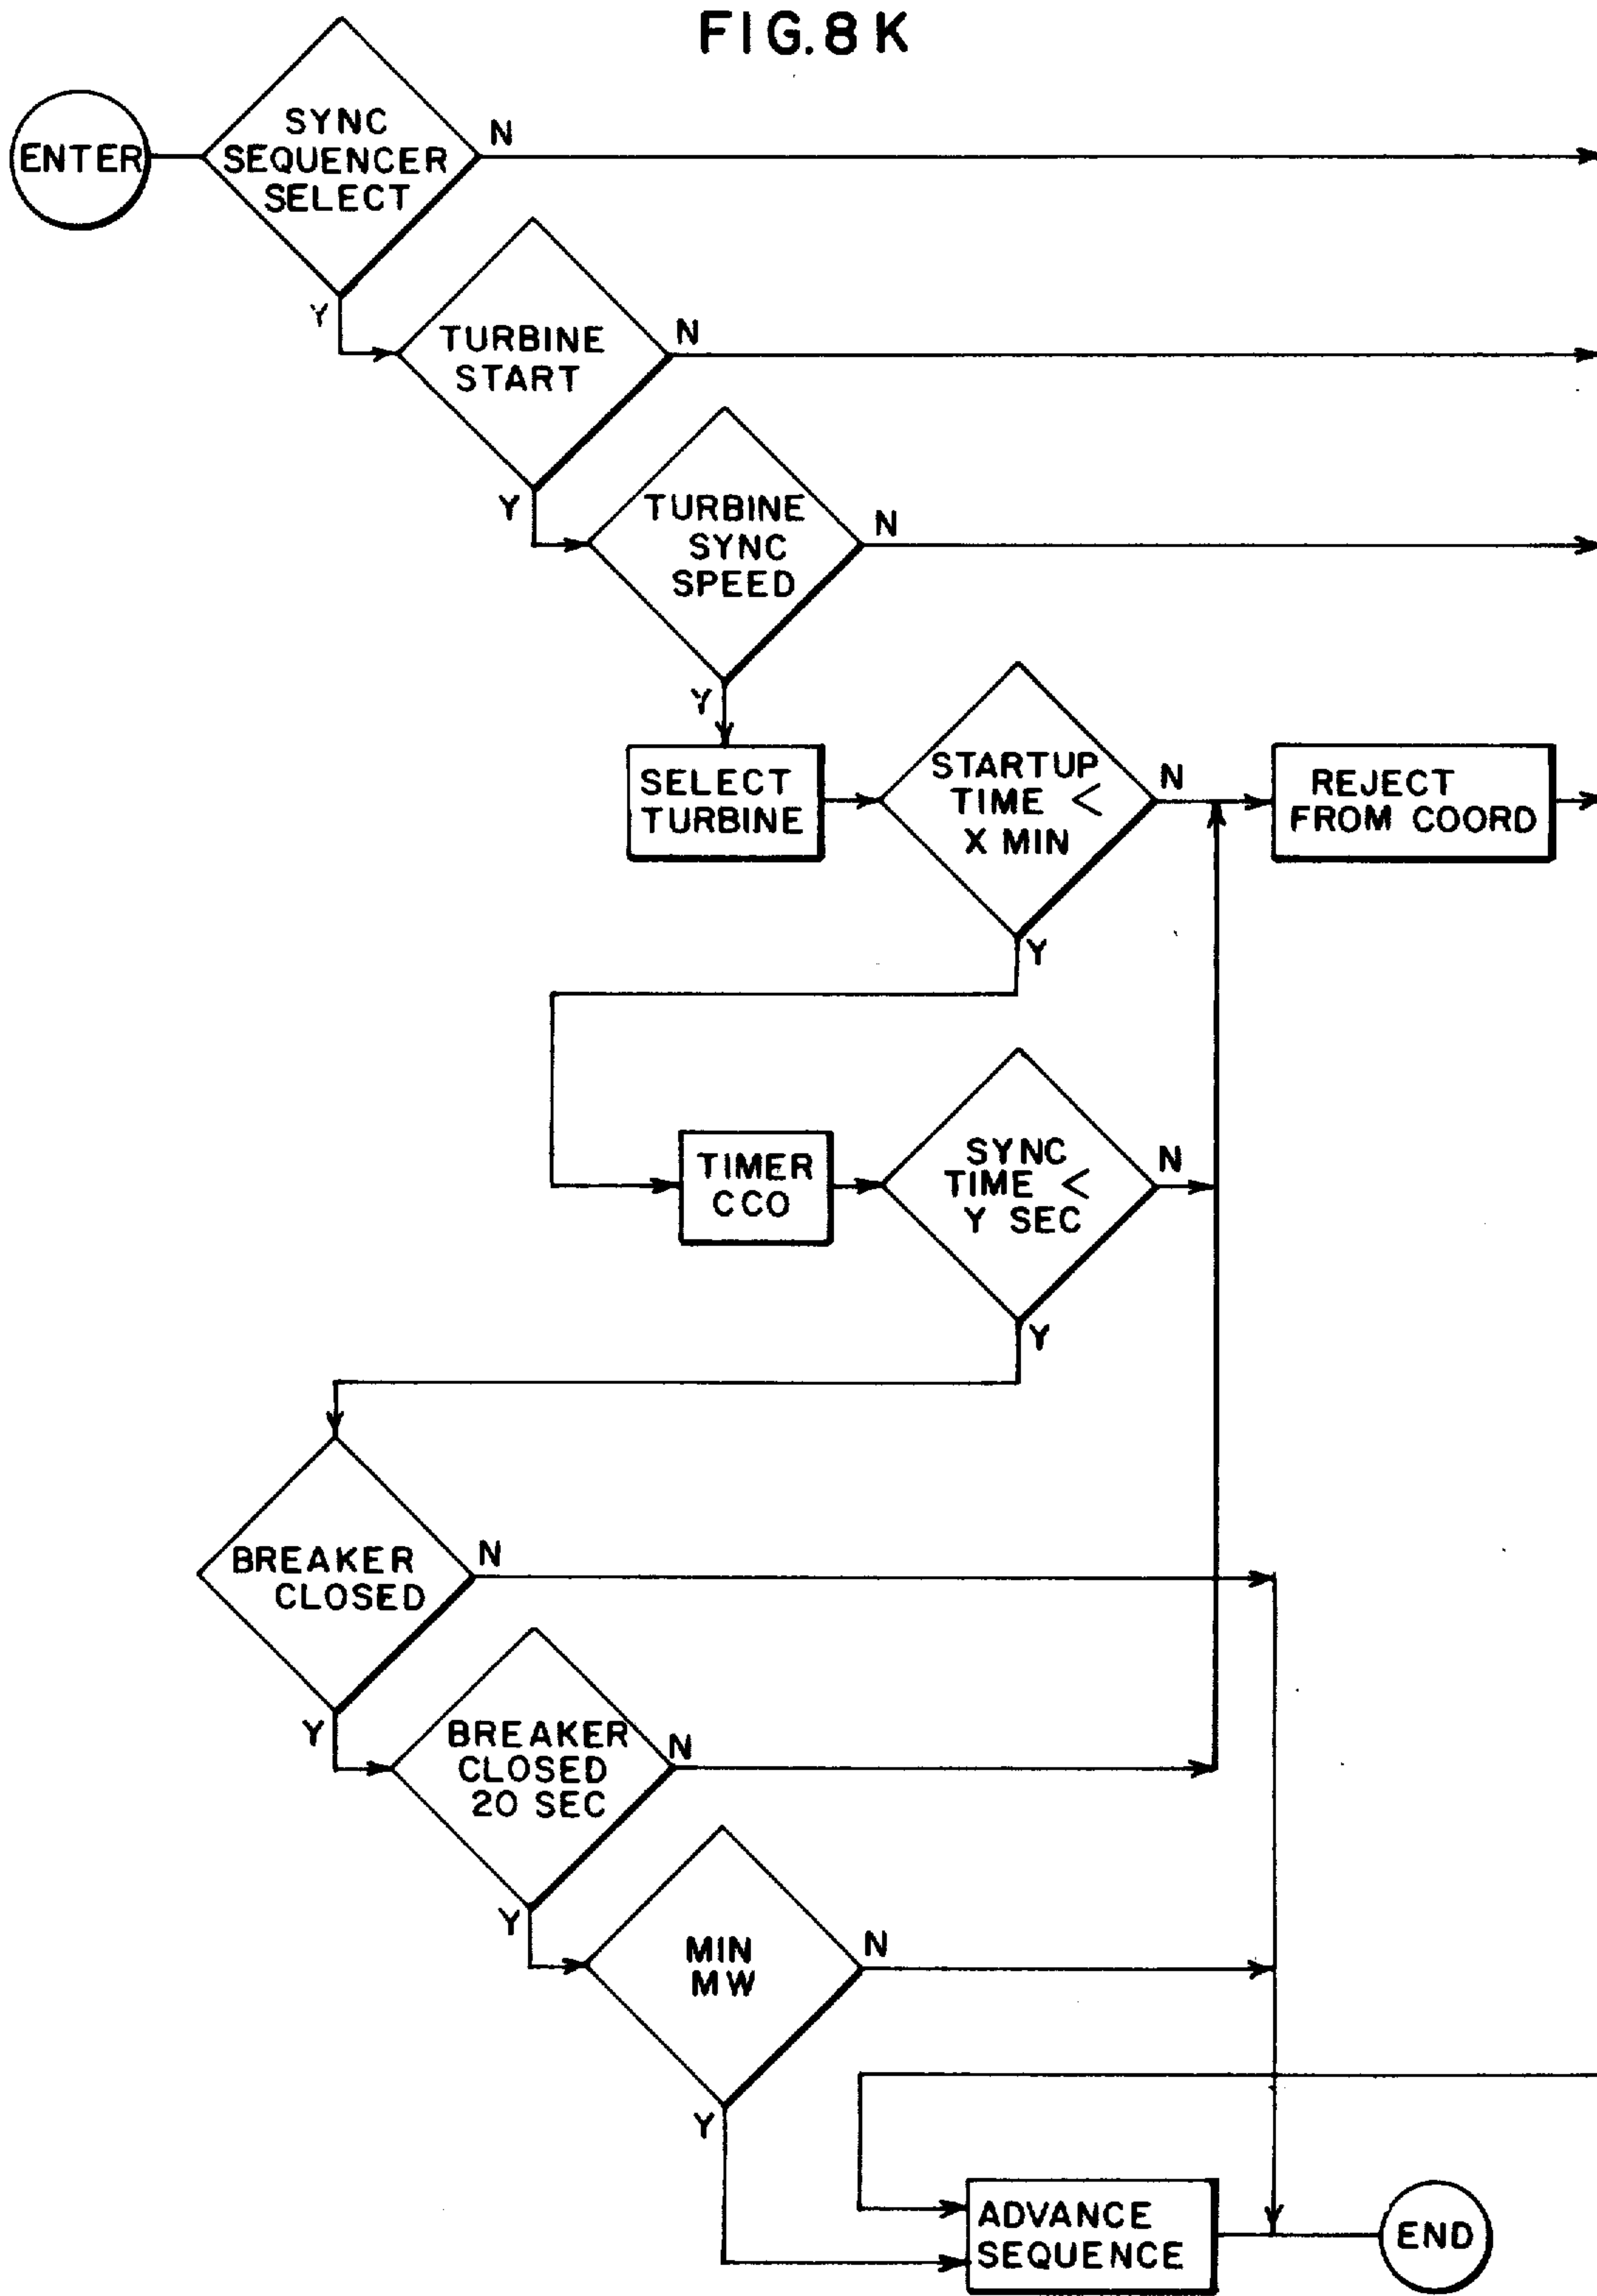 FIG. 8 K
ENTER
SYNC
SEQUENCER
SELECT
N
Y
TURBINE
START
N
Y
TURBINE
SYNC
SPEED
N
Y
SELECT
TURBINE
STARTUP
TIME <
X MIN
N
Y
REJECT
FROM COORD
TIMER
CCO
SYNC
TIME <
Y SEC
N
Y
BREAKER
CLOSED
N
Y
BREAKER
CLOSED
20 SEC
N
Y
MIN
MW
N
Y
ADVANCE
SEQUENCE
END